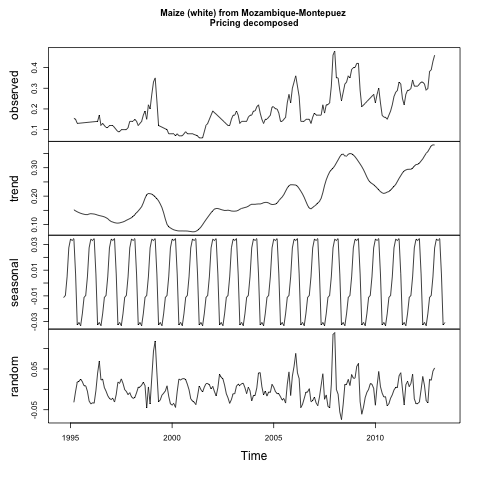 Maize (white) from Mozambique-Montepuez
Pricing decomposed
observed
0.1 0.2 0.3 0.4
trend
0.10 0.20 0.30
seasonal
-0.03 -0.01 0.01 0.03
random
-0.05 0.05
1995 2000 2005 2010
Time